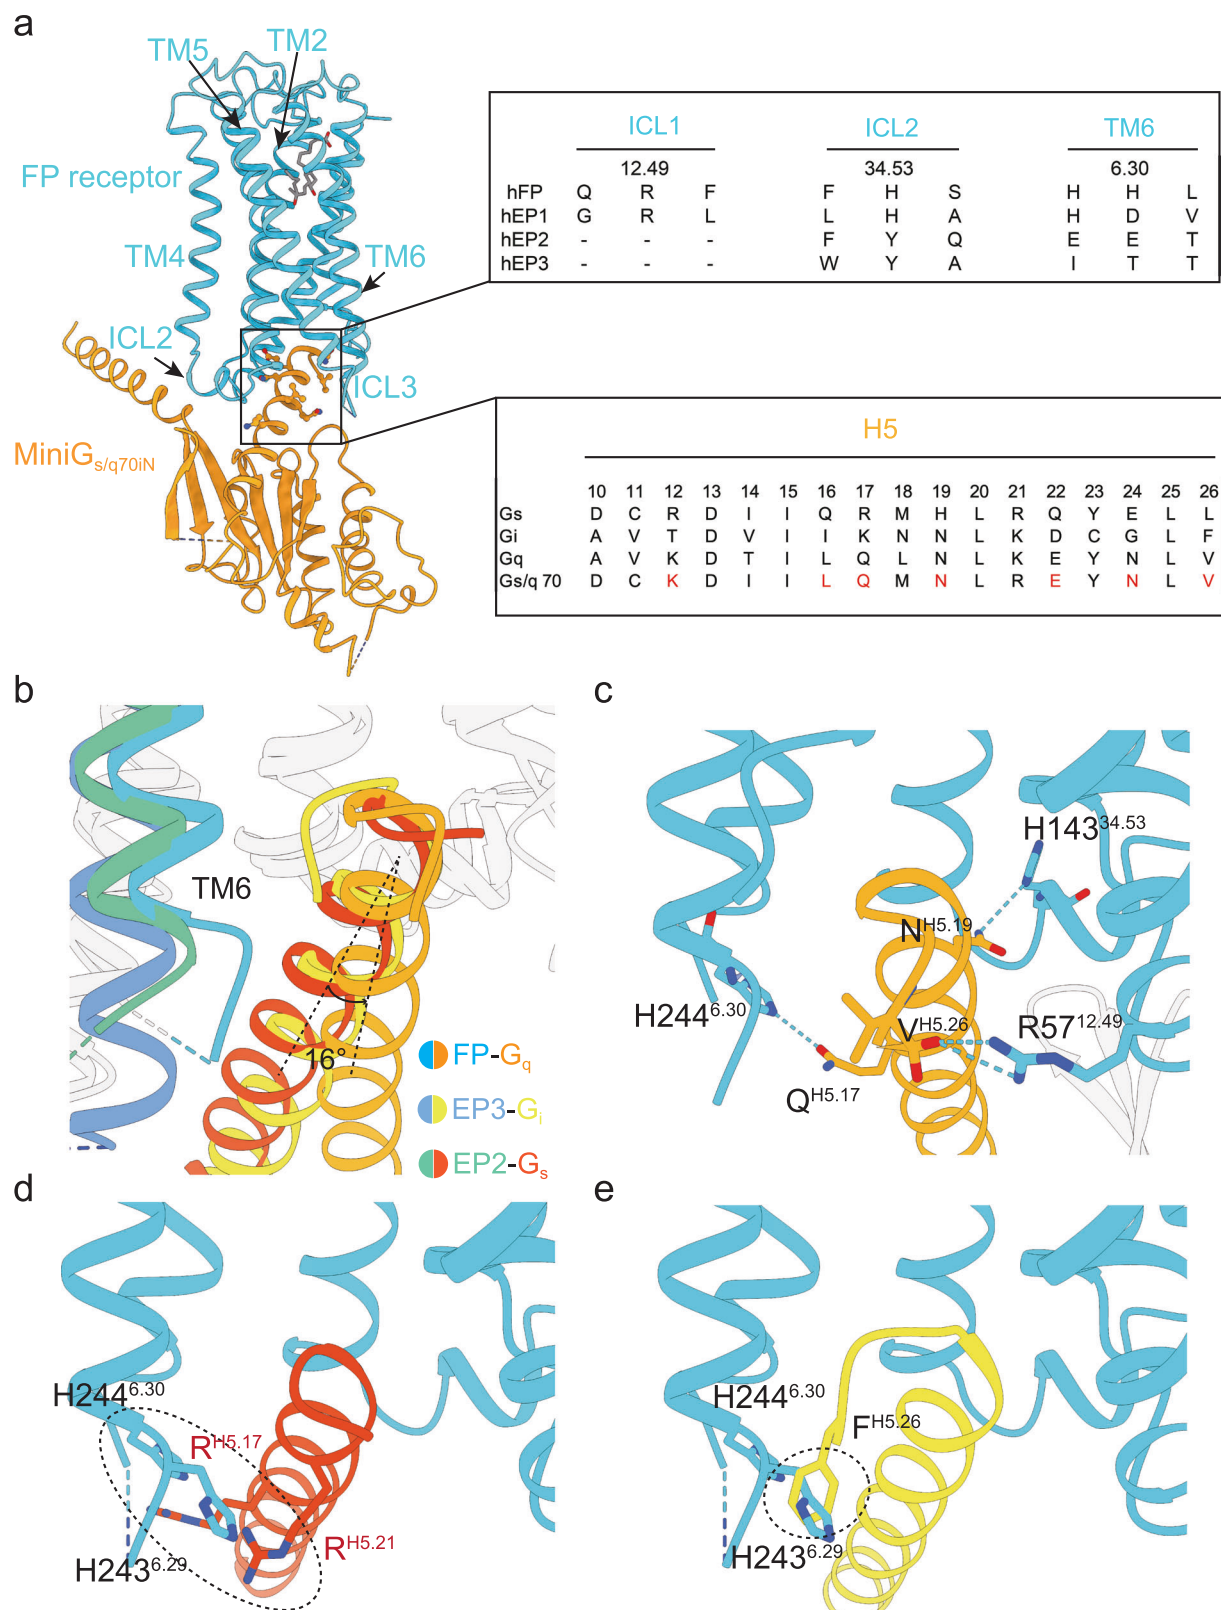 a
TM5
TM2
FP receptor
TM4
TM6
ICL2
ICL3
MiniGs/q70iN
ICL1 ICL2 TM6
12.49 34.53 6.30
hFP Q R F F H S H H L
hEP1 G R L L H A H D V
hEP2 - - - F Y Q E E T
hEP3 - - - W Y A I T T
H5
10 11 12 13 14 15 16 17 18 19 20 21 22 23 24 25 26
Gs D C R D I I Q R M H L R Q Y E L L
Gi A V T D V I I K N N L K D C G L F
Gq A V K D T I L Q L N L K E Y N L V
Gs/q 70 D C K D I I L Q M N L R E Y N L V
b
TM6
16°
FP-Gq
EP3-Gi
EP2-Gs
c
H143^34.53
N^H5.19
H244^6.30
V^H5.26
R57^12.49
Q^H5.17
d
H244^6.30
R^H5.17
R^H5.21
H243^6.29
e
H244^6.30
F^H5.26
H243^6.29